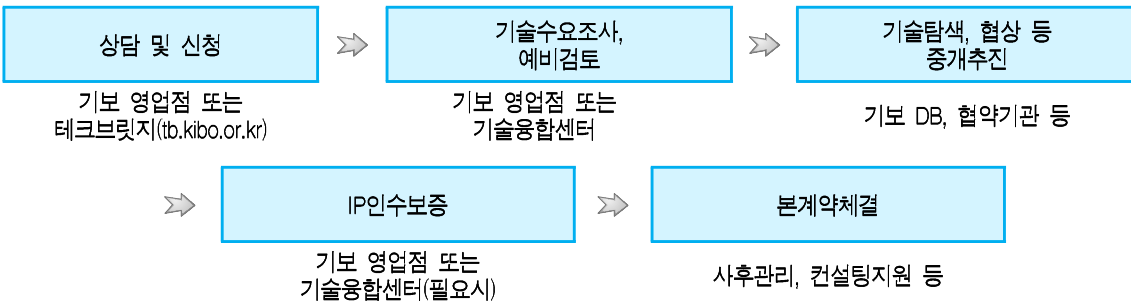 상담 및 신청
기보 영업점 또는
테크브릿지(tb.kibo.or.kr)
기술수요조사,
예비검토
기보 영업점 또는
기술융합센터
기술탐색, 협상 등
중개추진
기보 DB, 협약기관 등
IP인수보증
기보 영업점 또는
기술융합센터(필요시)
본계약체결
사후관리, 컨설팅지원 등